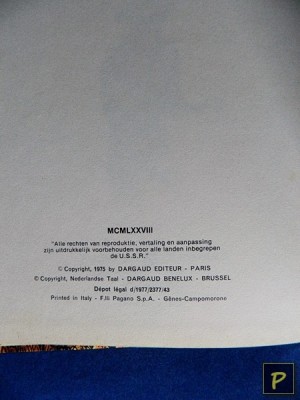 MCMLXXVIII
"Alle rechten van reproduktie, vertaling en aanpassing
zijn uitdrukkelijk voorbehouden voor alle landen inbegrepen
de U.S.S.R."
© Copyright, 1975 by DARGAUD EDITEUR - PARIS
© Copyright, Nederlandse Taal - DARGAUD BENELUX - BRUSSEL
Dépot légal d/1977/2377/43
Printed in Italy - F.lli Pagano S.p.A. - Gênes-Campomorone
P